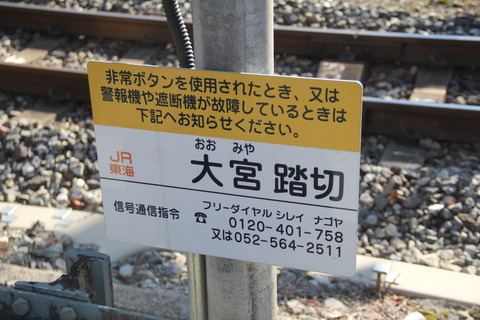 非常ボタンを使用されたとき、又は
警報機や遮断機が故障しているときは
下記へお知らせください。
JR
東海
おお みや
大宮 踏切
信号通信指令
フリーダイヤル シレイ ナゴヤ
☎ 0120-401-758
又は052-564-2511